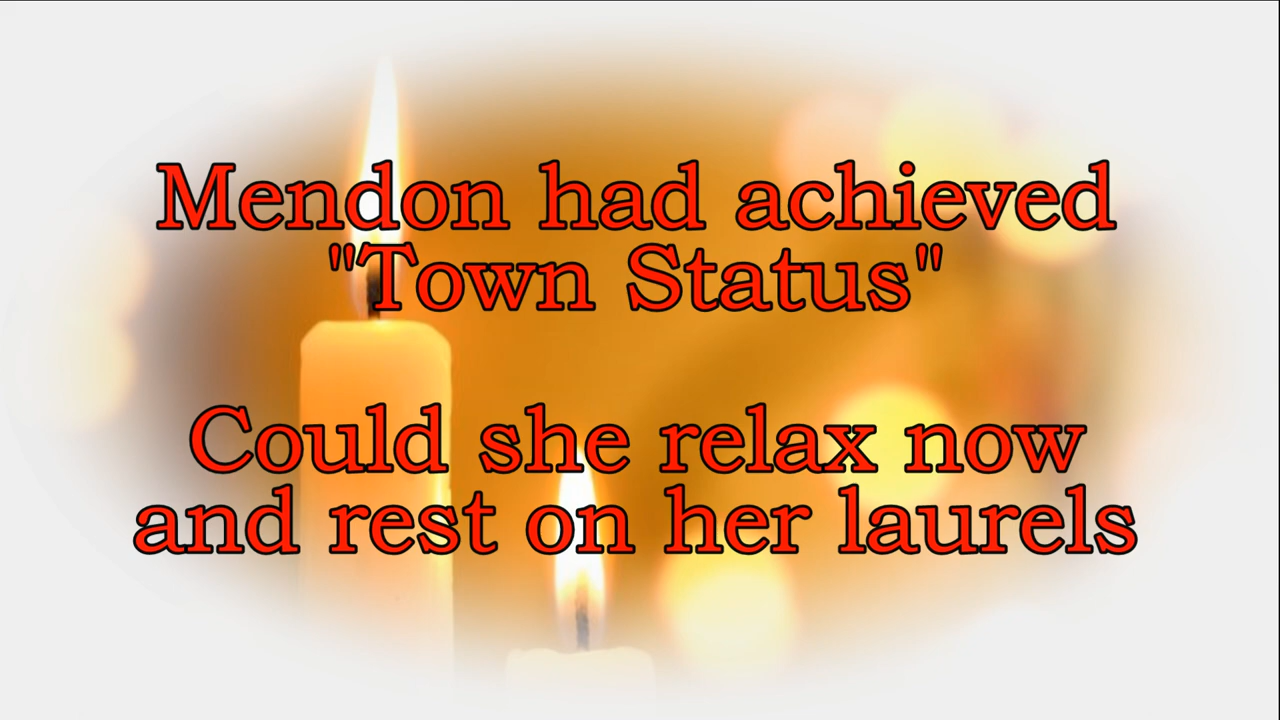 Mendon had achieved
"Town Status"
Could she relax now
and rest on her laurels